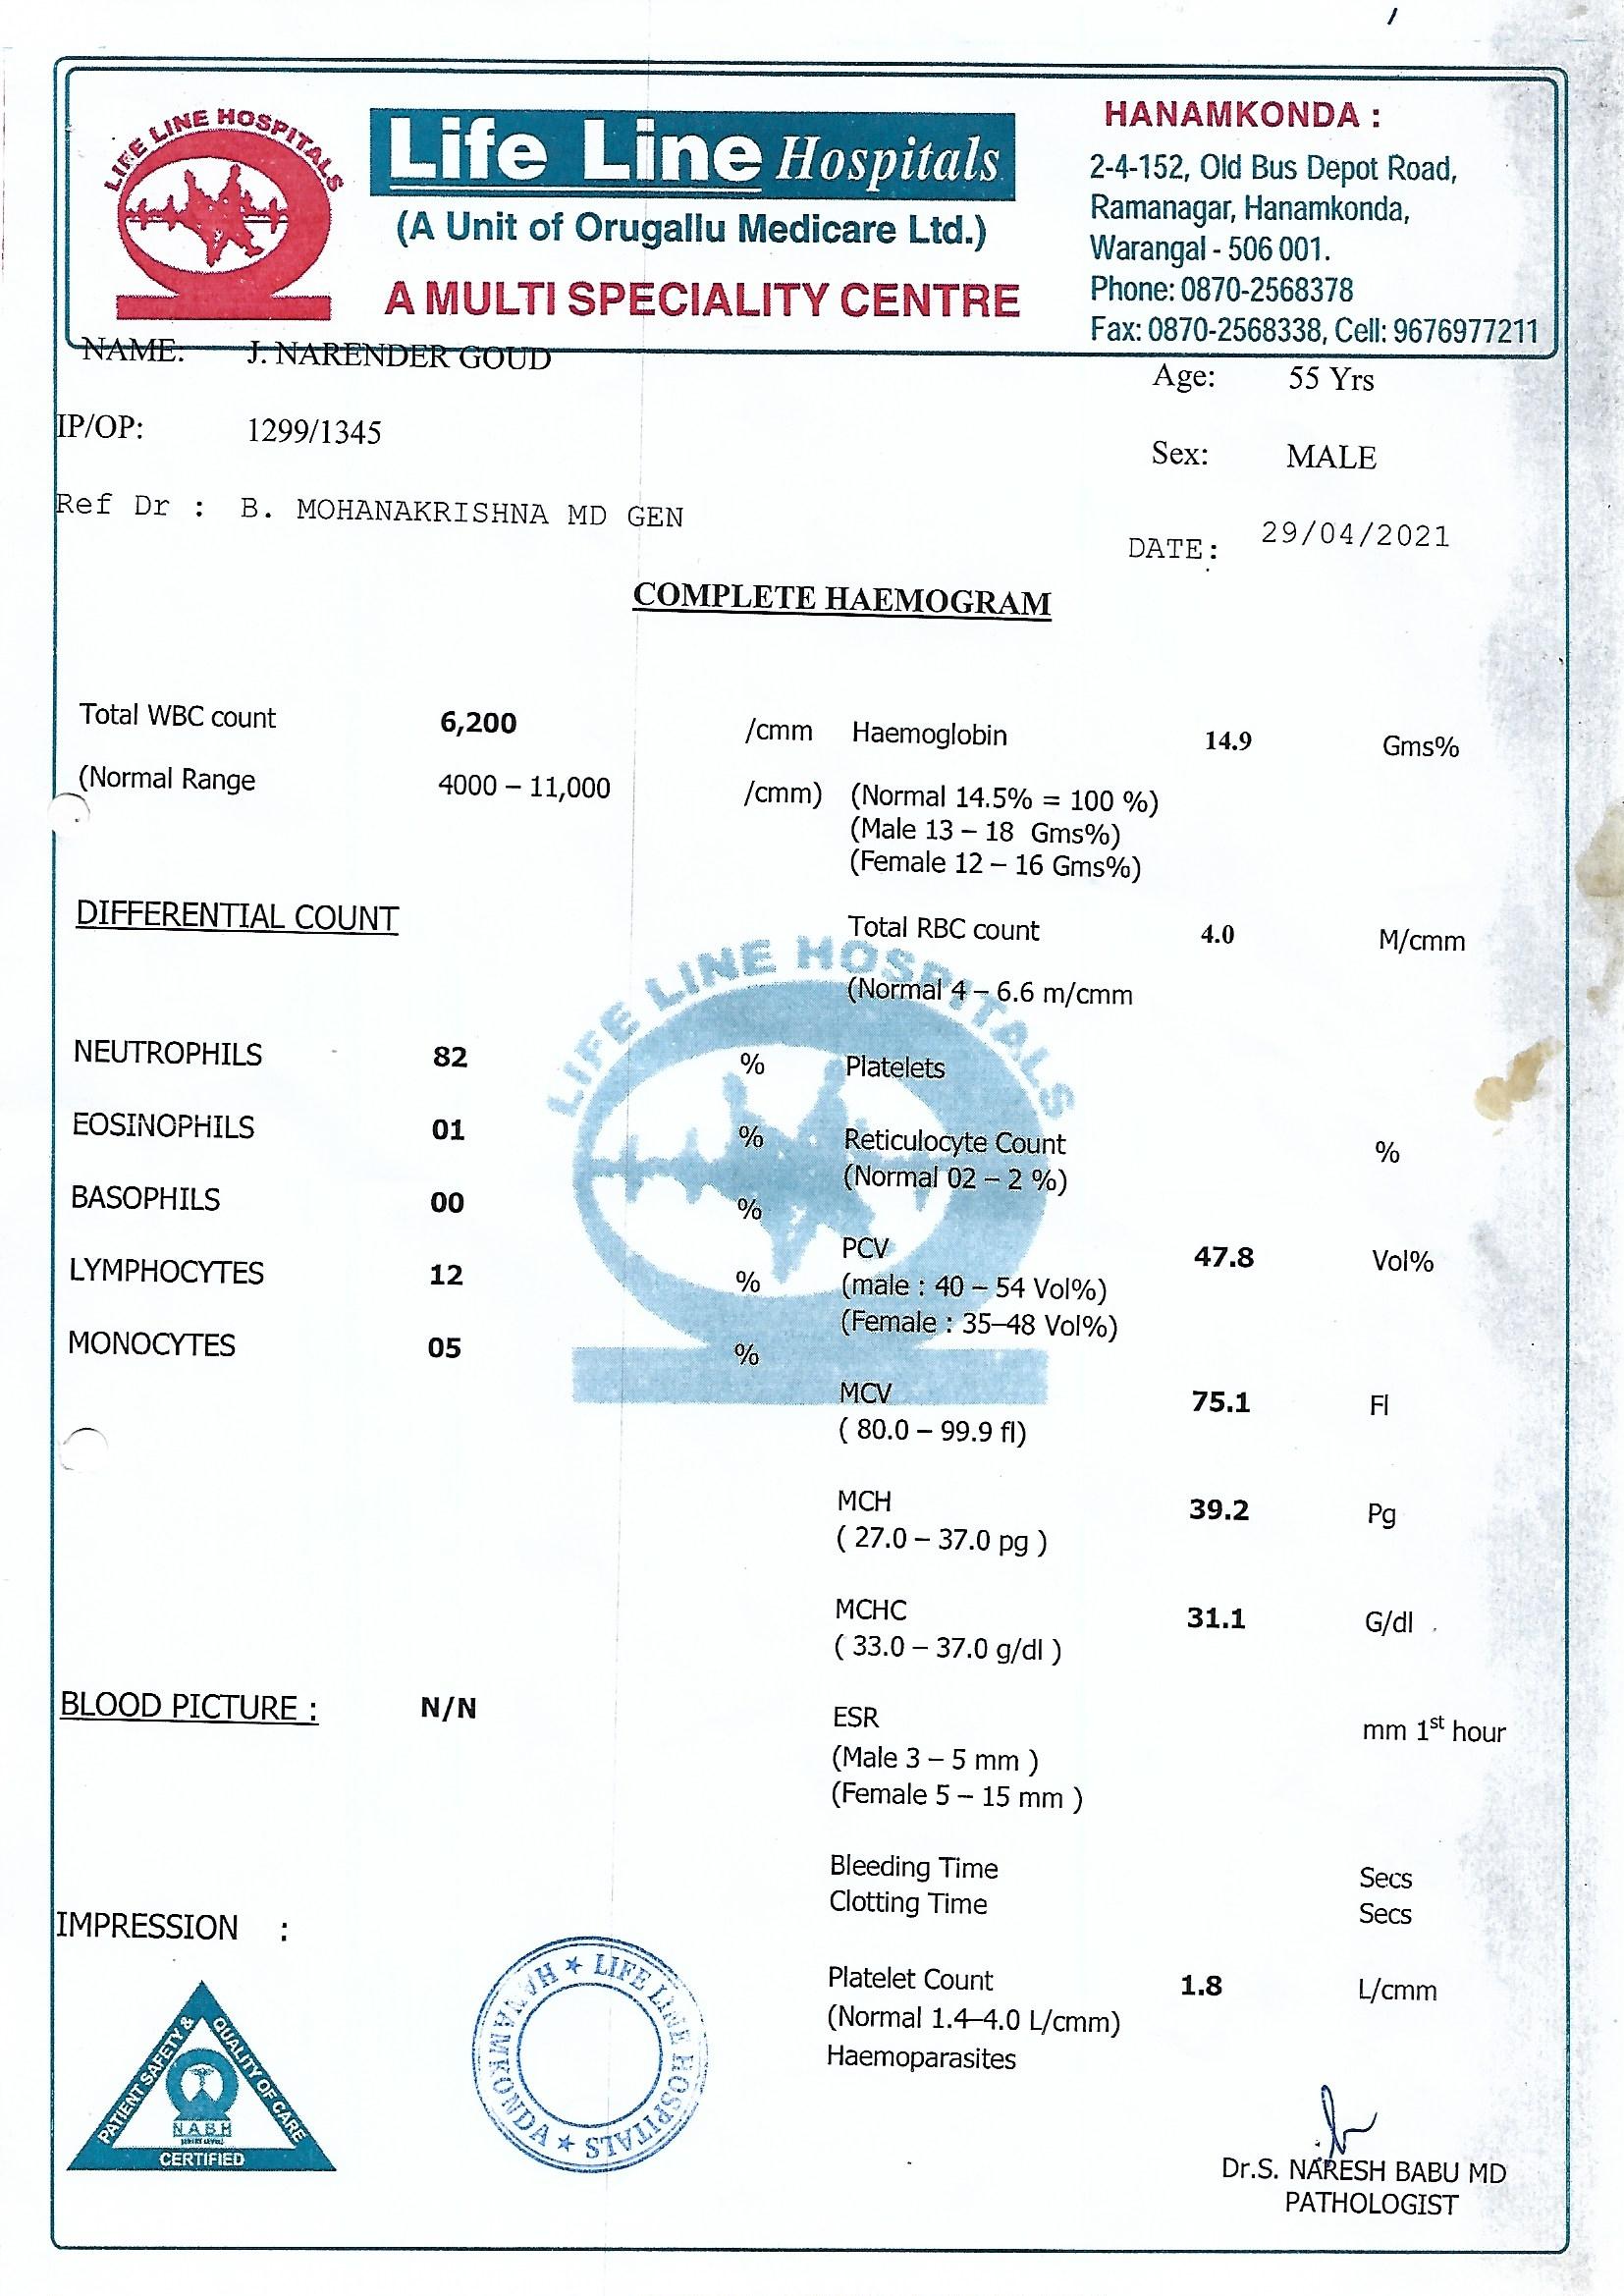 LIFE LINE HOSPITALS
Life Line Hospitals
(A Unit of Orugallu Medicare Ltd.)
A MULTI SPECIALITY CENTRE
HANAMKONDA :
2-4-152, Old Bus Depot Road,
Ramanagar, Hanamkonda,
Warangal - 506 001.
Phone: 0870-2568378
Fax: 0870-2568338, Cell: 9676977211
NAME: J. NARENDER GOUD
Age: 55 Yrs
IP/OP: 1299/1345
Sex: MALE
Ref Dr : B. MOHANAKRISHNA MD GEN
DATE: 29/04/2021
COMPLETE HAEMOGRAM
Total WBC count 6,200 /cmm
(Normal Range 4000 – 11,000 /cmm)
DIFFERENTIAL COUNT
NEUTROPHILS 82 %
EOSINOPHILS 01 %
BASOPHILS 00 %
LYMPHOCYTES 12 %
MONOCYTES 05 %
BLOOD PICTURE : N/N
IMPRESSION :
Haemoglobin 14.9 Gms%
(Normal 14.5% = 100 %)
(Male 13 – 18 Gms%)
(Female 12 – 16 Gms%)
Total RBC count 4.0 M/cmm
(Normal 4 – 6.6 m/cmm
Platelets
Reticulocyte Count %
(Normal 02 – 2 %)
PCV 47.8 Vol%
(male : 40 – 54 Vol%)
(Female : 35–48 Vol%)
MCV 75.1 Fl
( 80.0 – 99.9 fl)
MCH 39.2 Pg
( 27.0 – 37.0 pg )
MCHC 31.1 G/dl
( 33.0 – 37.0 g/dl )
ESR mm 1st hour
(Male 3 – 5 mm )
(Female 5 – 15 mm )
Bleeding Time Secs
Clotting Time Secs
Platelet Count 1.8 L/cmm
(Normal 1.4–4.0 L/cmm)
Haemoparasites
LIFE LINE HOSPITALS
PATIENT SAFETY & QUALITY OF CARE
NABH
CERTIFIED
LIFE LINE HOSPITALS ★ HANAMKONDA ★
Dr.S. NARESH BABU MD
PATHOLOGIST